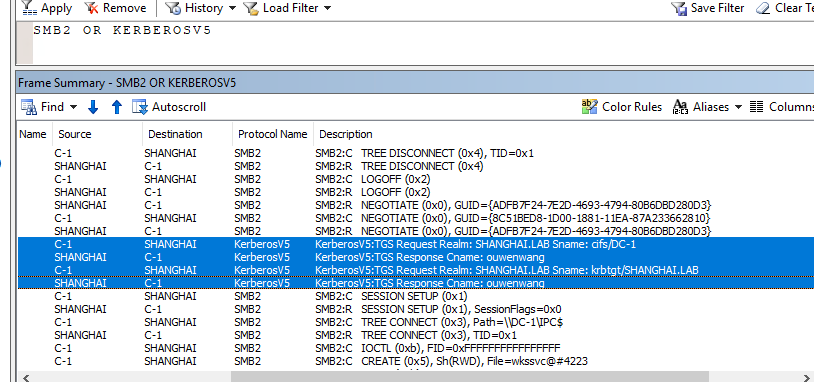 Apply Remove History Load Filter Save Filter Clear Te
SMB2 OR KERBEROSV5
Frame Summary - SMB2 OR KERBEROSV5
Find Autoscroll Color Rules Aliases Columns
Name Source Destination Protocol Name Description
C-1 SHANGHAI SMB2 SMB2:C TREE DISCONNECT (0x4), TID=0x1
SHANGHAI C-1 SMB2 SMB2:R TREE DISCONNECT (0x4)
C-1 SHANGHAI SMB2 SMB2:C LOGOFF (0x2)
SHANGHAI C-1 SMB2 SMB2:R LOGOFF (0x2)
SHANGHAI C-1 SMB2 SMB2:R NEGOTIATE (0x0), GUID={ADFB7F24-7E2D-4693-4794-80B6DBD280D3}
C-1 SHANGHAI SMB2 SMB2:C NEGOTIATE (0x0), GUID={8C51BED8-1D00-1881-11EA-87A233662810}
SHANGHAI C-1 SMB2 SMB2:R NEGOTIATE (0x0), GUID={ADFB7F24-7E2D-4693-4794-80B6DBD280D3}
C-1 SHANGHAI KerberosV5 KerberosV5:TGS Request Realm: SHANGHAI.LAB Sname: cifs/DC-1
SHANGHAI C-1 KerberosV5 KerberosV5:TGS Response Cname: ouwenwang
C-1 SHANGHAI KerberosV5 KerberosV5:TGS Request Realm: SHANGHAI.LAB Sname: krbtgt/SHANGHAI.LAB
SHANGHAI C-1 KerberosV5 KerberosV5:TGS Response Cname: ouwenwang
C-1 SHANGHAI SMB2 SMB2:C SESSION SETUP (0x1)
SHANGHAI C-1 SMB2 SMB2:R SESSION SETUP (0x1), SessionFlags=0x0
C-1 SHANGHAI SMB2 SMB2:C TREE CONNECT (0x3), Path=\\DC-1\IPC$
SHANGHAI C-1 SMB2 SMB2:R TREE CONNECT (0x3), TID=0x1
C-1 SHANGHAI SMB2 SMB2:C IOCTL (0xb), FID=0xFFFFFFFFFFFFFFFF
C-1 SHANGHAI SMB2 SMB2:C CREATE (0x5), Sh(RWD), File=wkssvc@#4223